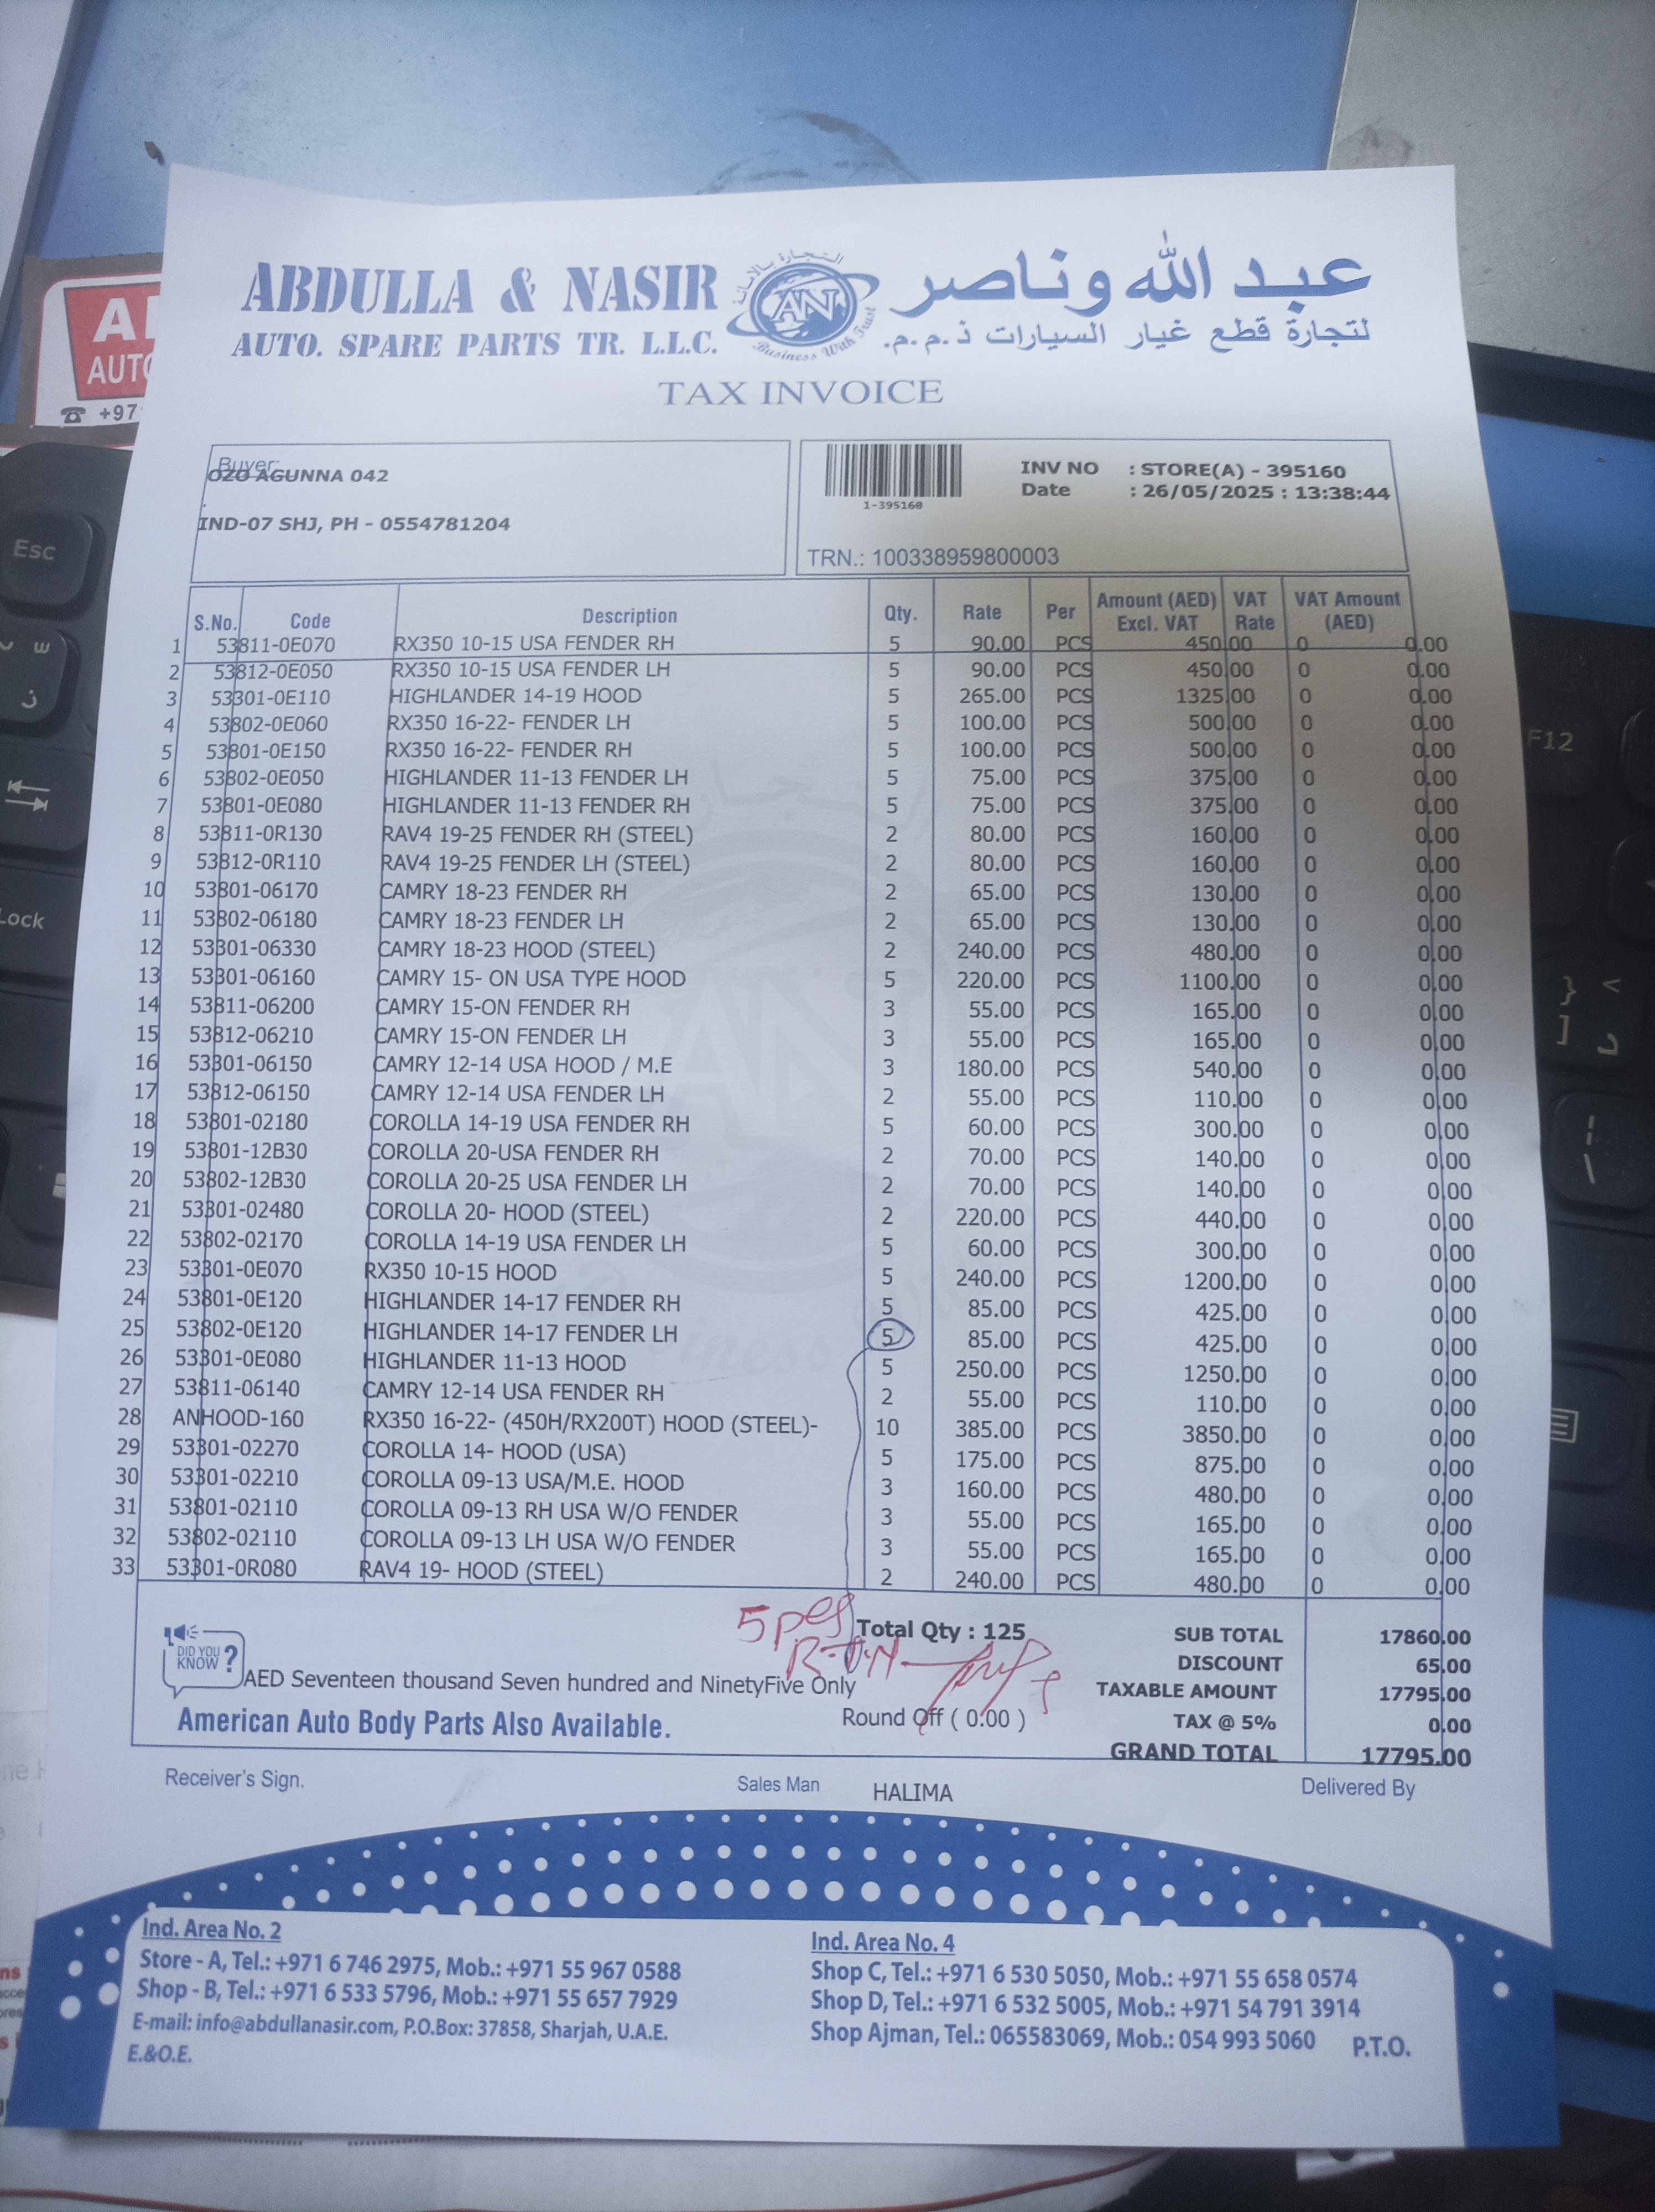 ABDULLA & NASIR
AUTO. SPARE PARTS TR. L.L.C.
التجارة بالأمانة
AN
Business With Trust
عبد الله وناصر
لتجارة قطع غيار السيارات ذ.م.م.
TAX INVOICE
Buyer:
OZO AGUNNA 042
.
IND-07 SHJ, PH - 0554781204
1-395160
INV NO : STORE(A) - 395160
Date : 26/05/2025 : 13:38:44
TRN.: 100338959800003
S.No. Code Description Qty. Rate Per Amount (AED) Excl. VAT VAT Rate VAT Amount (AED)
1 53811-0E070 RX350 10-15 USA FENDER RH 5 90.00 PCS 450.00 0 0.00
2 53812-0E050 RX350 10-15 USA FENDER LH 5 90.00 PCS 450.00 0 0.00
3 53301-0E110 HIGHLANDER 14-19 HOOD 5 265.00 PCS 1325.00 0 0.00
4 53802-0E060 RX350 16-22- FENDER LH 5 100.00 PCS 500.00 0 0.00
5 53801-0E150 RX350 16-22- FENDER RH 5 100.00 PCS 500.00 0 0.00
6 53802-0E050 HIGHLANDER 11-13 FENDER LH 5 75.00 PCS 375.00 0 0.00
7 53801-0E080 HIGHLANDER 11-13 FENDER RH 5 75.00 PCS 375.00 0 0.00
8 53811-0R130 RAV4 19-25 FENDER RH (STEEL) 2 80.00 PCS 160.00 0 0.00
9 53812-0R110 RAV4 19-25 FENDER LH (STEEL) 2 80.00 PCS 160.00 0 0.00
10 53801-06170 CAMRY 18-23 FENDER RH 2 65.00 PCS 130.00 0 0.00
11 53802-06180 CAMRY 18-23 FENDER LH 2 65.00 PCS 130.00 0 0.00
12 53301-06330 CAMRY 18-23 HOOD (STEEL) 2 240.00 PCS 480.00 0 0.00
13 53301-06160 CAMRY 15- ON USA TYPE HOOD 5 220.00 PCS 1100.00 0 0.00
14 53811-06200 CAMRY 15-ON FENDER RH 3 55.00 PCS 165.00 0 0.00
15 53812-06210 CAMRY 15-ON FENDER LH 3 55.00 PCS 165.00 0 0.00
16 53301-06150 CAMRY 12-14 USA HOOD / M.E 3 180.00 PCS 540.00 0 0.00
17 53812-06150 CAMRY 12-14 USA FENDER LH 2 55.00 PCS 110.00 0 0.00
18 53801-02180 COROLLA 14-19 USA FENDER RH 5 60.00 PCS 300.00 0 0.00
19 53801-12B30 COROLLA 20-USA FENDER RH 2 70.00 PCS 140.00 0 0.00
20 53802-12B30 COROLLA 20-25 USA FENDER LH 2 70.00 PCS 140.00 0 0.00
21 53301-02480 COROLLA 20- HOOD (STEEL) 2 220.00 PCS 440.00 0 0.00
22 53802-02170 COROLLA 14-19 USA FENDER LH 5 60.00 PCS 300.00 0 0.00
23 53301-0E070 RX350 10-15 HOOD 5 240.00 PCS 1200.00 0 0.00
24 53801-0E120 HIGHLANDER 14-17 FENDER RH 5 85.00 PCS 425.00 0 0.00
25 53802-0E120 HIGHLANDER 14-17 FENDER LH 5 85.00 PCS 425.00 0 0.00
26 53301-0E080 HIGHLANDER 11-13 HOOD 5 250.00 PCS 1250.00 0 0.00
27 53811-06140 CAMRY 12-14 USA FENDER RH 2 55.00 PCS 110.00 0 0.00
28 ANHOOD-160 RX350 16-22- (450H/RX200T) HOOD (STEEL)- 10 385.00 PCS 3850.00 0 0.00
29 53301-02270 COROLLA 14- HOOD (USA) 5 175.00 PCS 875.00 0 0.00
30 53301-02210 COROLLA 09-13 USA/M.E. HOOD 3 160.00 PCS 480.00 0 0.00
31 53801-02110 COROLLA 09-13 RH USA W/O FENDER 3 55.00 PCS 165.00 0 0.00
32 53802-02110 COROLLA 09-13 LH USA W/O FENDER 3 55.00 PCS 165.00 0 0.00
33 53301-0R080 RAV4 19- HOOD (STEEL) 2 240.00 PCS 480.00 0 0.00
5 pcs
Total Qty : 125
SUB TOTAL 17860.00
DISCOUNT 65.00
TAXABLE AMOUNT 17795.00
TAX @ 5% 0.00
GRAND TOTAL 17795.00
DID YOU KNOW ?
AED Seventeen thousand Seven hundred and NinetyFive Only
Round Off ( 0.00 )
American Auto Body Parts Also Available.
Receiver's Sign.
Sales Man HALIMA
Delivered By
Ind. Area No. 2
Store - A, Tel.: +971 6 746 2975, Mob.: +971 55 967 0588
Shop - B, Tel.: +971 6 533 5796, Mob.: +971 55 657 7929
E-mail: info@abdullanasir.com, P.O.Box: 37858, Sharjah, U.A.E.
E.&O.E.
Ind. Area No. 4
Shop C, Tel.: +971 6 530 5050, Mob.: +971 55 658 0574
Shop D, Tel.: +971 6 532 5005, Mob.: +971 54 791 3914
Shop Ajman, Tel.: 065583069, Mob.: 054 993 5060
P.T.O.
AUTO
+97
Esc
Lock
F12